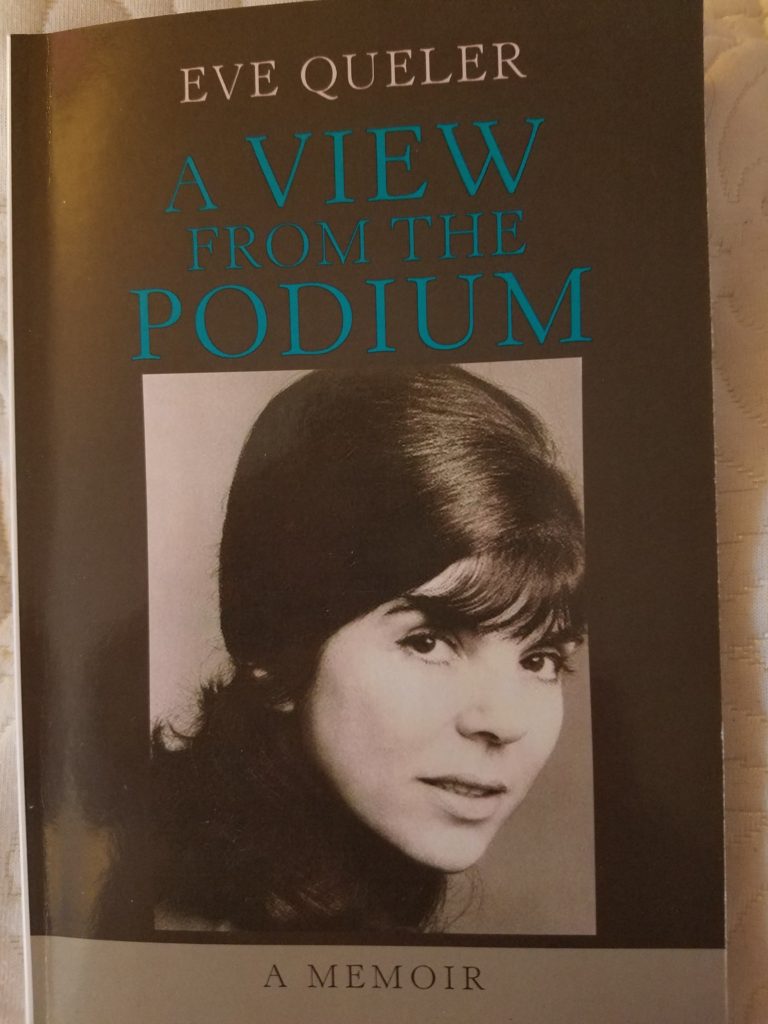 EVE QUELER
A VIEW
FROM THE
PODIUM
A MEMOIR